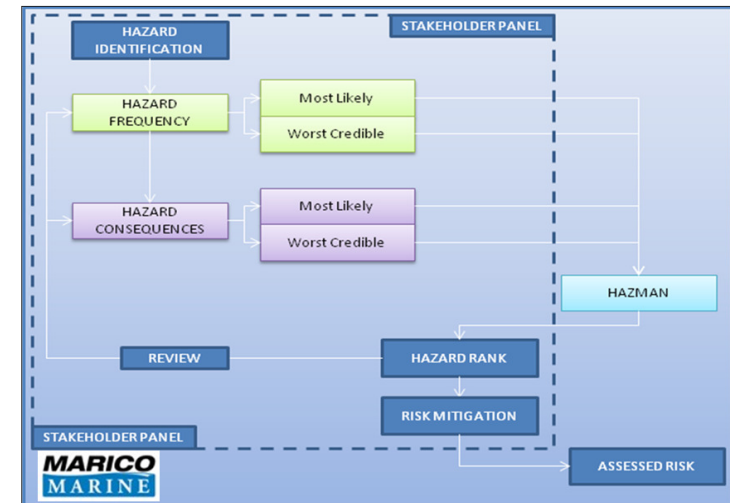 STAKEHOLDER PANEL
HAZARD
IDENTIFICATION
HAZARD
FREQUENCY
Most Likely
Worst Credible
HAZARD
CONSEQUENCES
Most Likely
Worst Credible
HAZMAN
REVIEW
HAZARD RANK
RISK MITIGATION
STAKEHOLDER PANEL
ASSESSED RISK
MARICO
MARINE